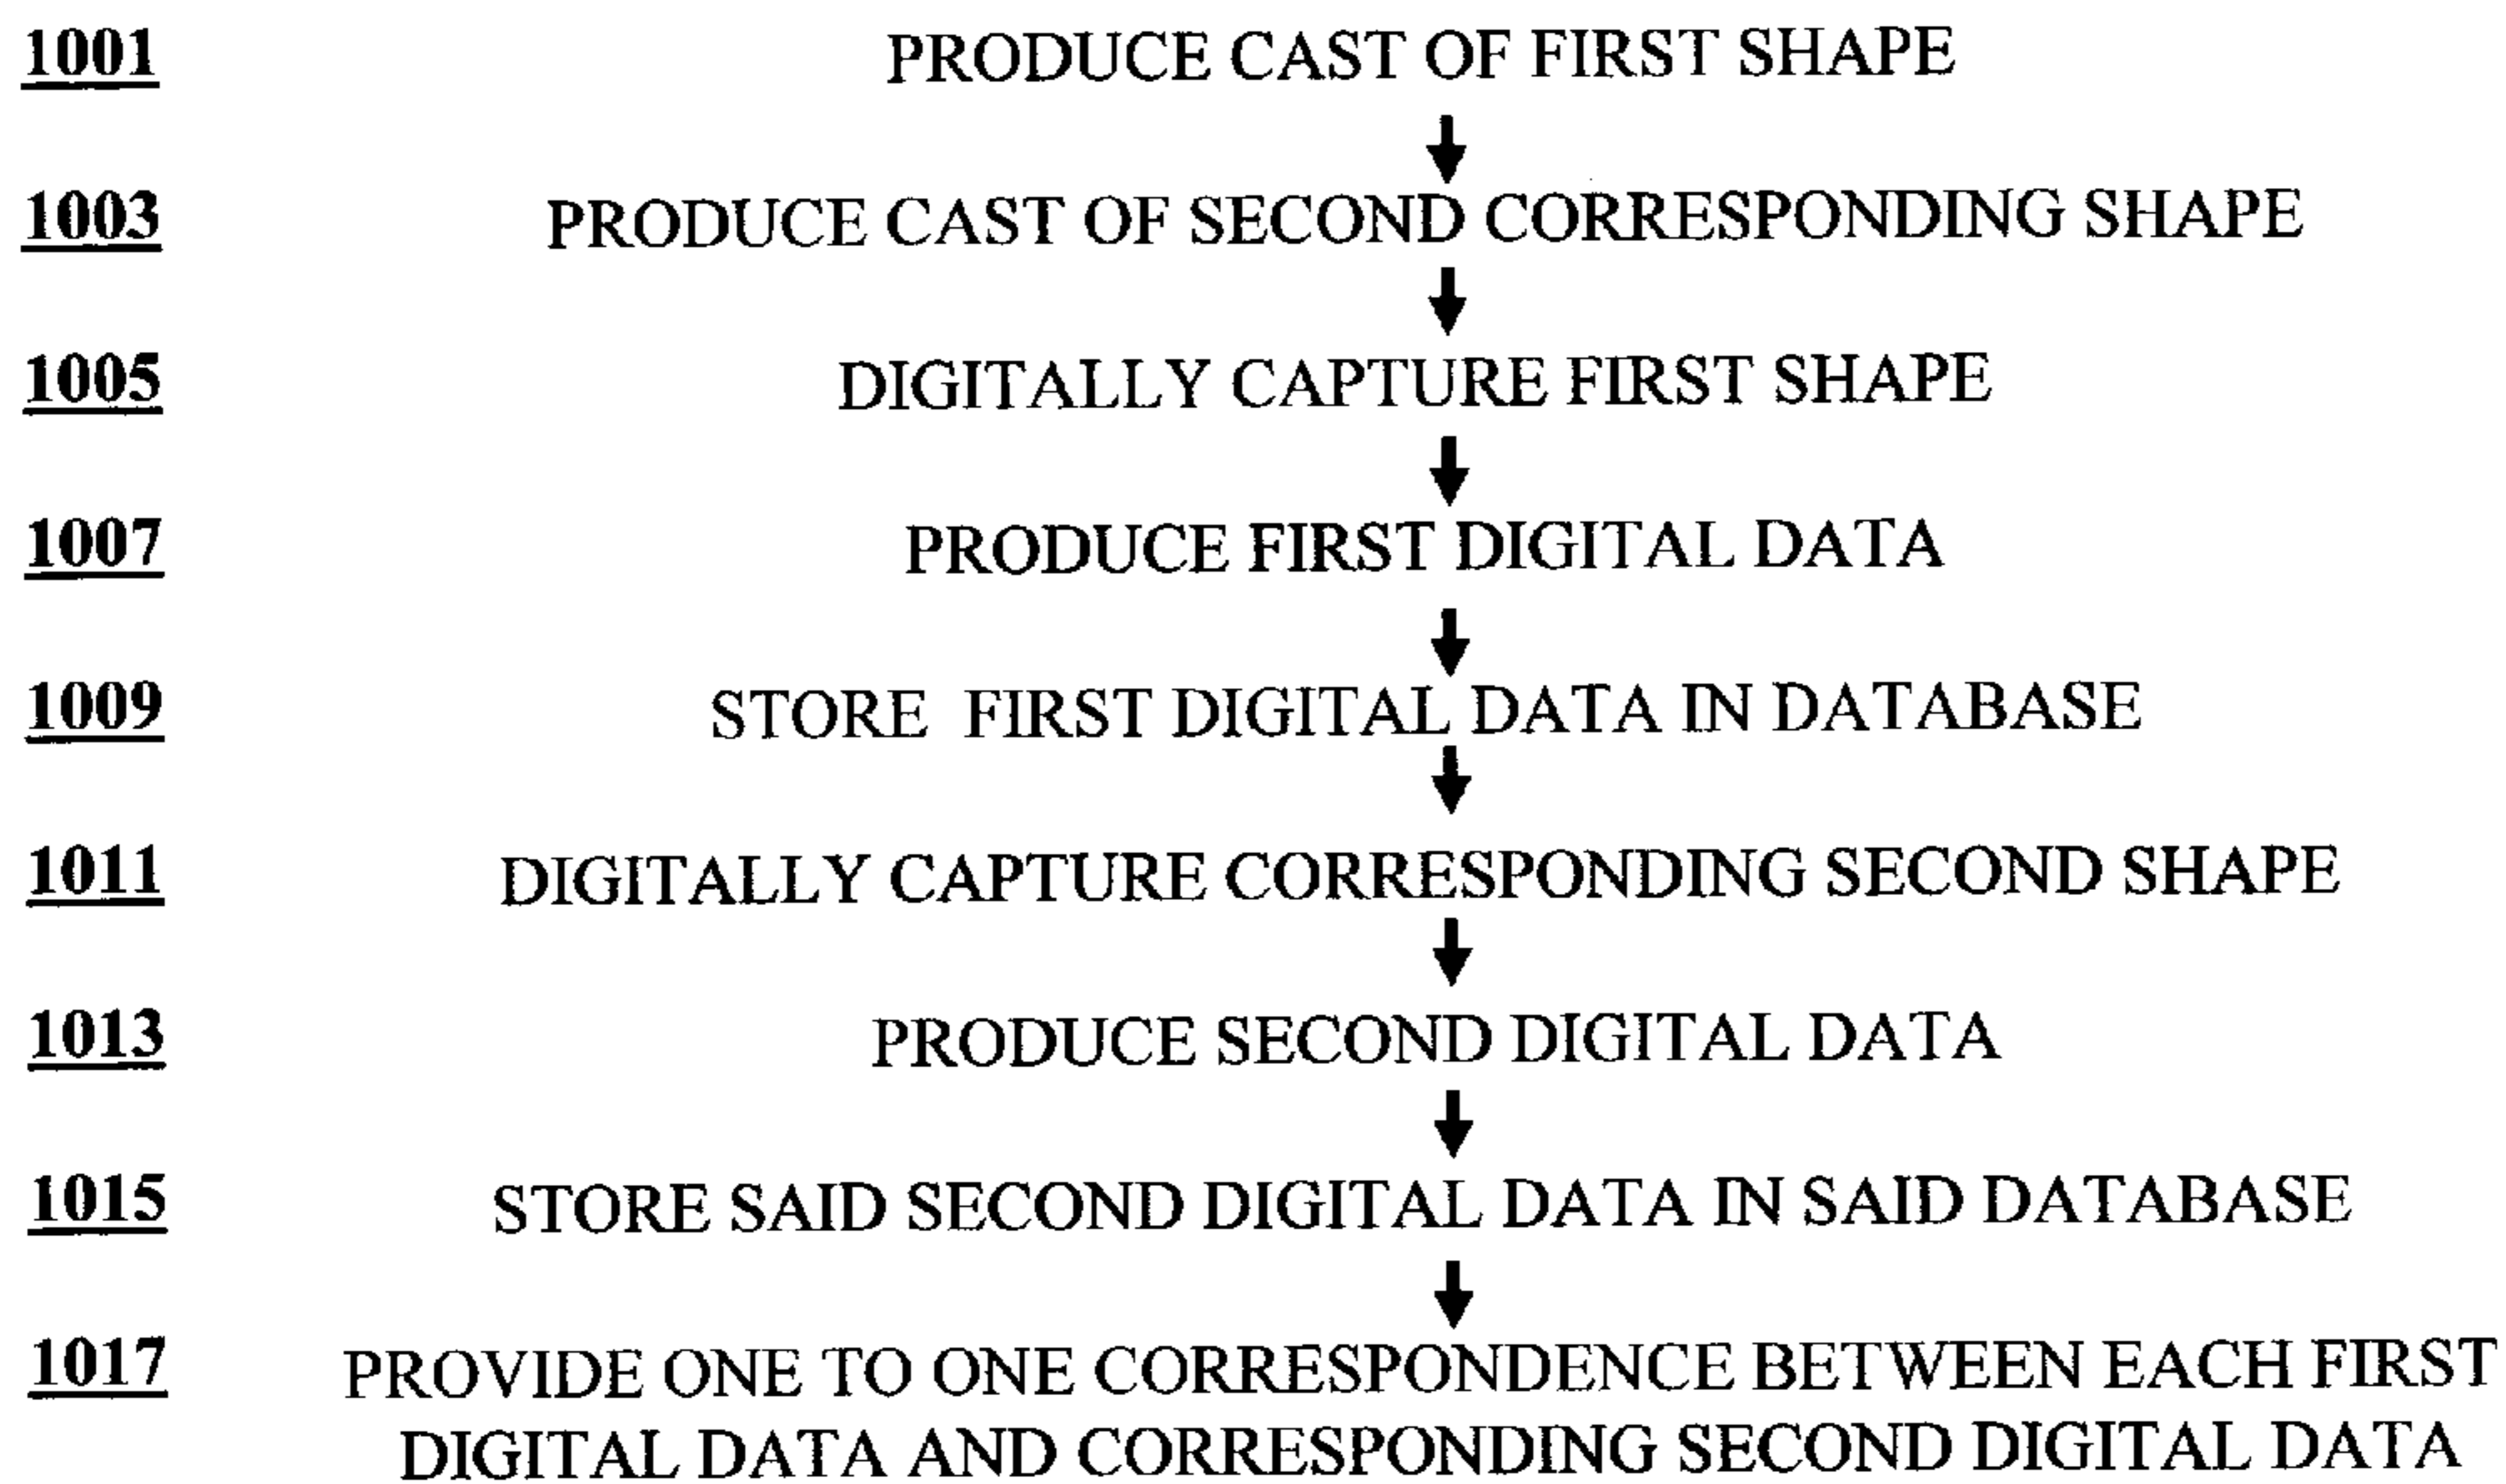 1001 PRODUCE CAST OF FIRST SHAPE
1003 PRODUCE CAST OF SECOND CORRESPONDING SHAPE
1005 DIGITALLY CAPTURE FIRST SHAPE
1007 PRODUCE FIRST DIGITAL DATA
1009 STORE FIRST DIGITAL DATA IN DATABASE
1011 DIGITALLY CAPTURE CORRESPONDING SECOND SHAPE
1013 PRODUCE SECOND DIGITAL DATA
1015 STORE SAID SECOND DIGITAL DATA IN SAID DATABASE
1017 PROVIDE ONE TO ONE CORRESPONDENCE BETWEEN EACH FIRST
DIGITAL DATA AND CORRESPONDING SECOND DIGITAL DATA